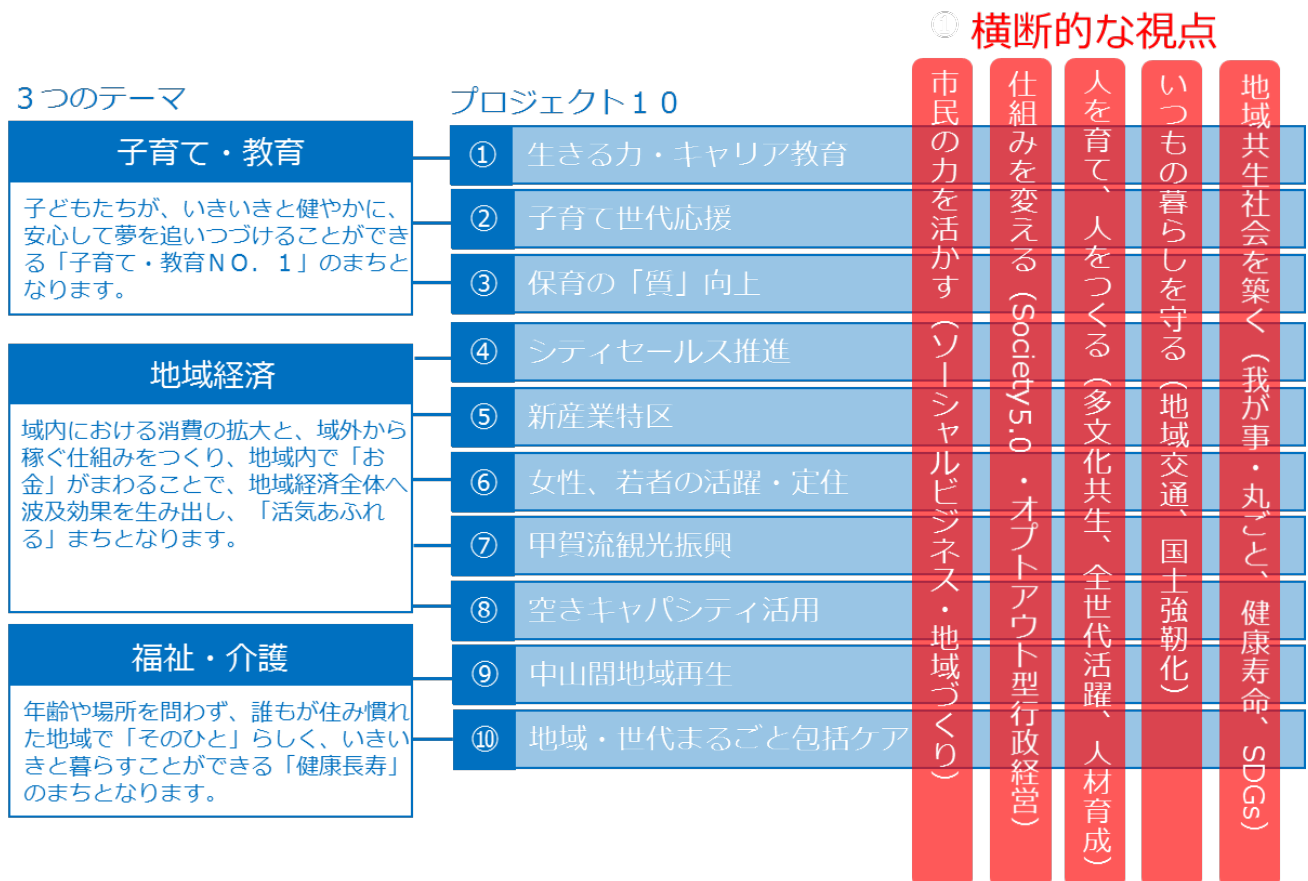 ① 横断的な視点
3つのテーマ
プロジェクト10
子育て・教育
子どもたちが、いきいきと健やかに、
安心して夢を追いつづけることができ
る「子育て・教育NO.1」のまちと
なります。
地域経済
域内における消費の拡大と、域外から
稼ぐ仕組みをつくり、地域内で「お
金」がまわることで、地域経済全体へ
波及効果を生み出し、「活気あふれ
る」まちとなります。
福祉・介護
年齢や場所を問わず、誰もが住み慣れ
た地域で「そのひと」らしく、いきい
きと暮らすことができる「健康長寿」
のまちとなります。
① 生きる力・キャリア教育
② 子育て世代応援
③ 保育の「質」向上
④ シティセールス推進
⑤ 新産業特区
⑥ 女性、若者の活躍・定住
⑦ 甲賀流観光振興
⑧ 空きキャパシティ活用
⑨ 中山間地域再生
⑩ 地域・世代まるごと包括ケア
市民の力を活かす(ソーシャルビジネス・地域づくり)
仕組みを変える(Society5.0・オプトアウト型行政経営)
人を育て、人をつくる(多文化共生、全世代活躍、人材育成)
いつもの暮らしを守る(地域交通、国土強靭化)
地域共生社会を築く(我が事・丸ごと、健康寿命、SDGs)